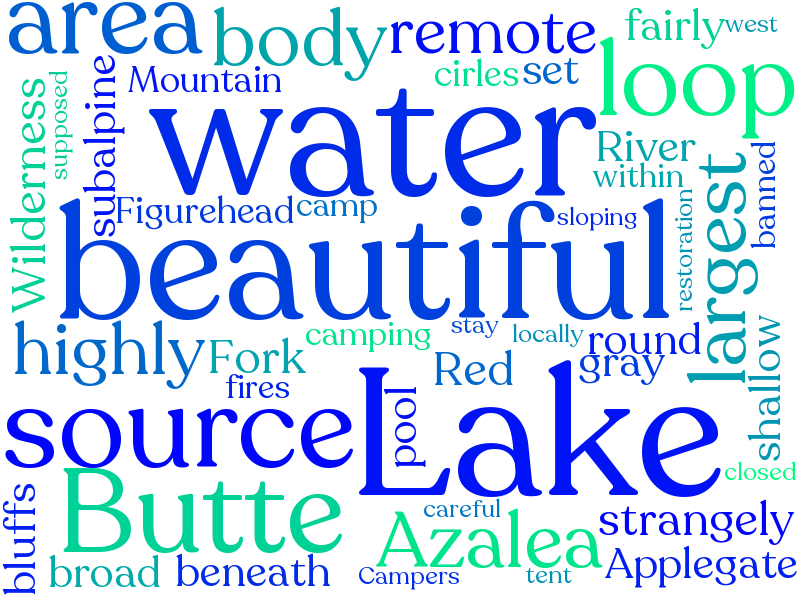 area
body
remote
fairly
west
Mountain
cirles
set
loop
supposed
Wilderness
subalpine
water
River
within
largest
banned
Figurehead
camp
sloping
restoration
beautiful
highly
Fork
camping
stay
locally
round
gray
shallow
fires
Red
source
pool
Lake
closed
bluffs
Butte
careful
Azalea
strangely
broad
beneath
Campers
tent
Applegate